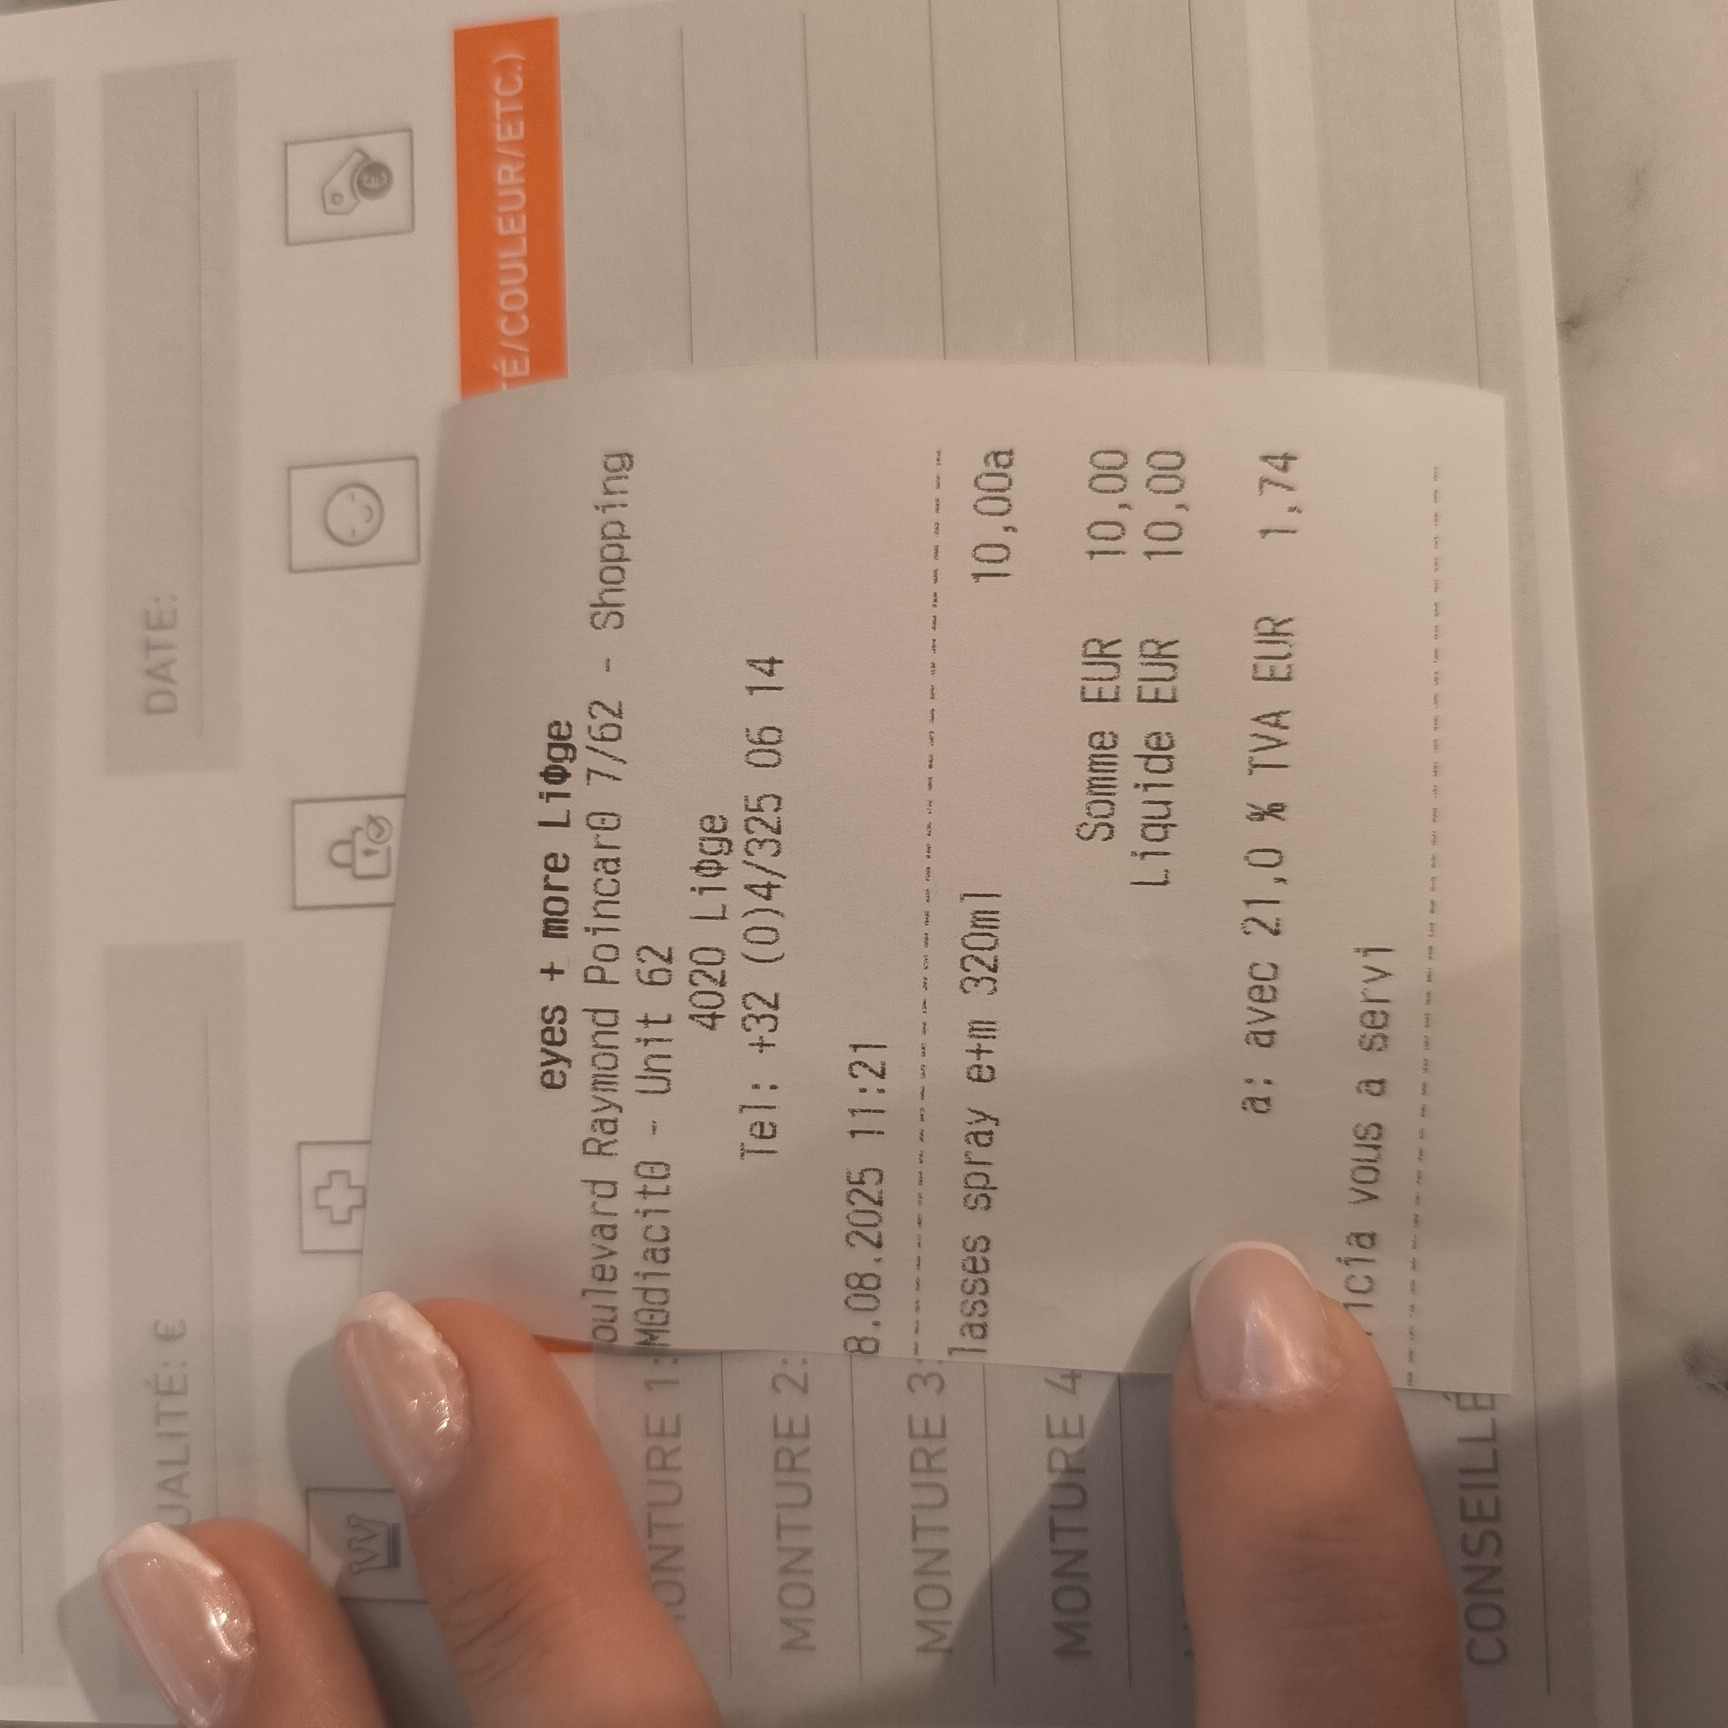 eyes + more LiΦge
oulevard Raymond Poincar0 7/62 - Shopping
M0diacit0 - Unit 62
4020 LiΦge
Tel: +32 (0)4/325 06 14
8.08.2025 11:21
lasses spray e+m 320ml 10,00a
Somme EUR 10,00
Liquide EUR 10,00
a: avec 21,0 % TVA EUR 1,74
icia vous a servi
UALITÉ: € DATE:
TÉ/COULEUR/ETC.)
MONTURE 1:
MONTURE 2:
MONTURE 3:
MONTURE 4
CONSEILLÉ